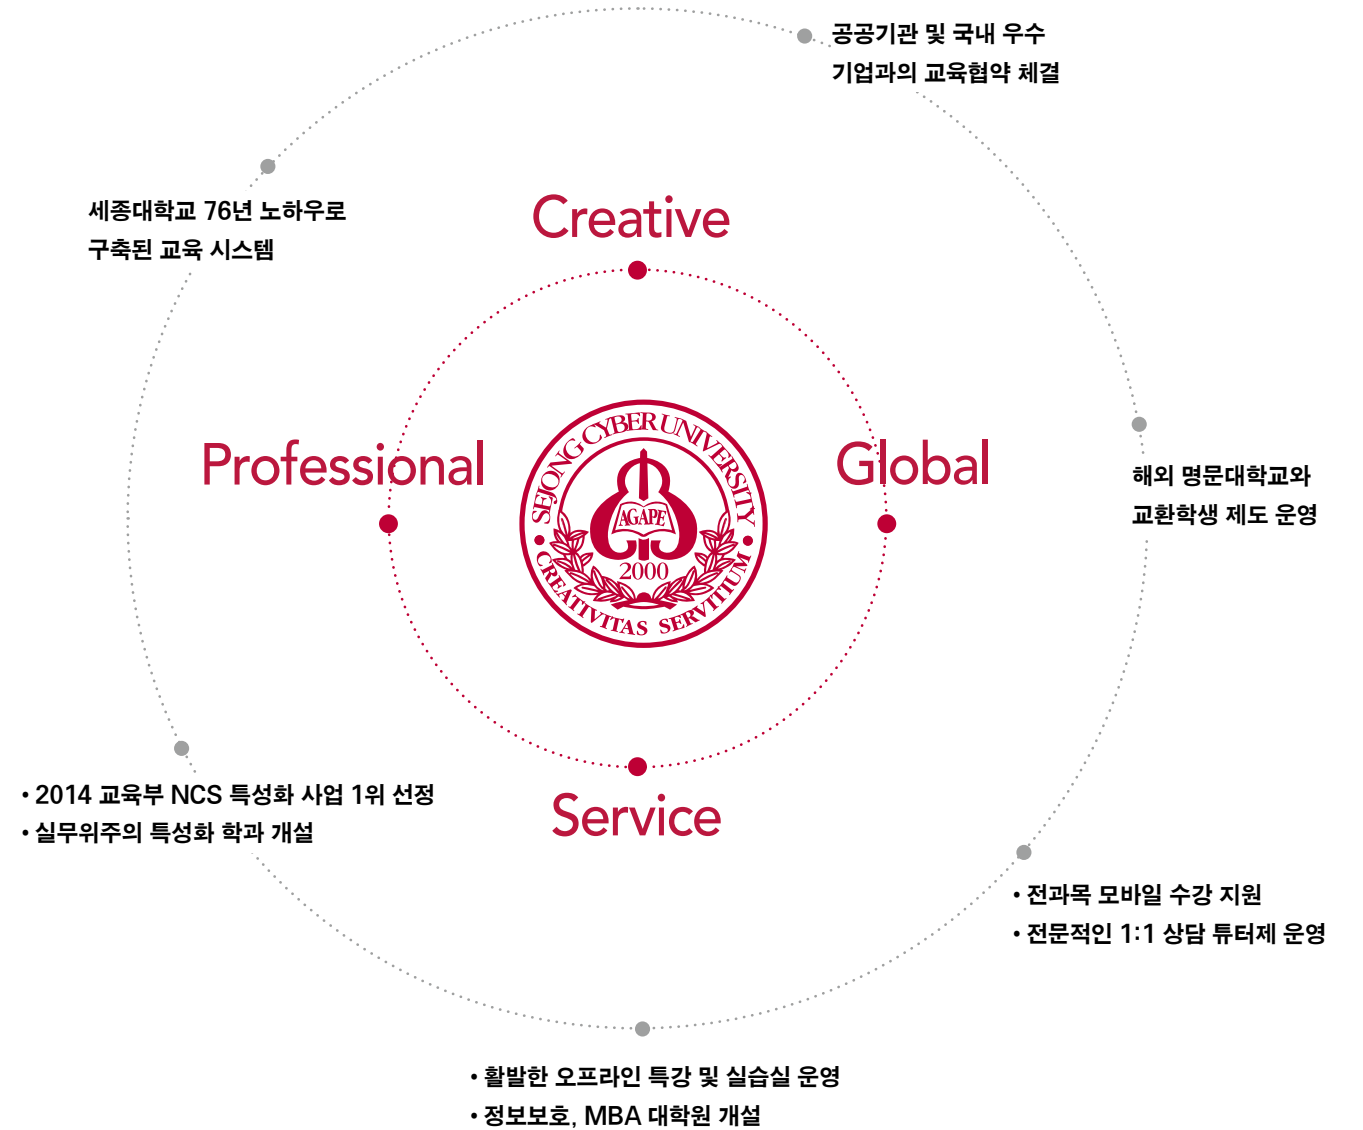 공공기관 및 국내 우수
기업과의 교육협약 체결
세종대학교 76년 노하우로
구축된 교육 시스템
Creative
Professional
Global
SEJONG CYBER UNIVERSITY
AGAPE
2000
CREATIVITAS SERVITIUM
해외 명문대학교와
교환학생 제도 운영
Service
• 2014 교육부 NCS 특성화 사업 1위 선정
• 실무위주의 특성화 학과 개설
• 전과목 모바일 수강 지원
• 전문적인 1:1 상담 튜터제 운영
• 활발한 오프라인 특강 및 실습실 운영
• 정보보호, MBA 대학원 개설